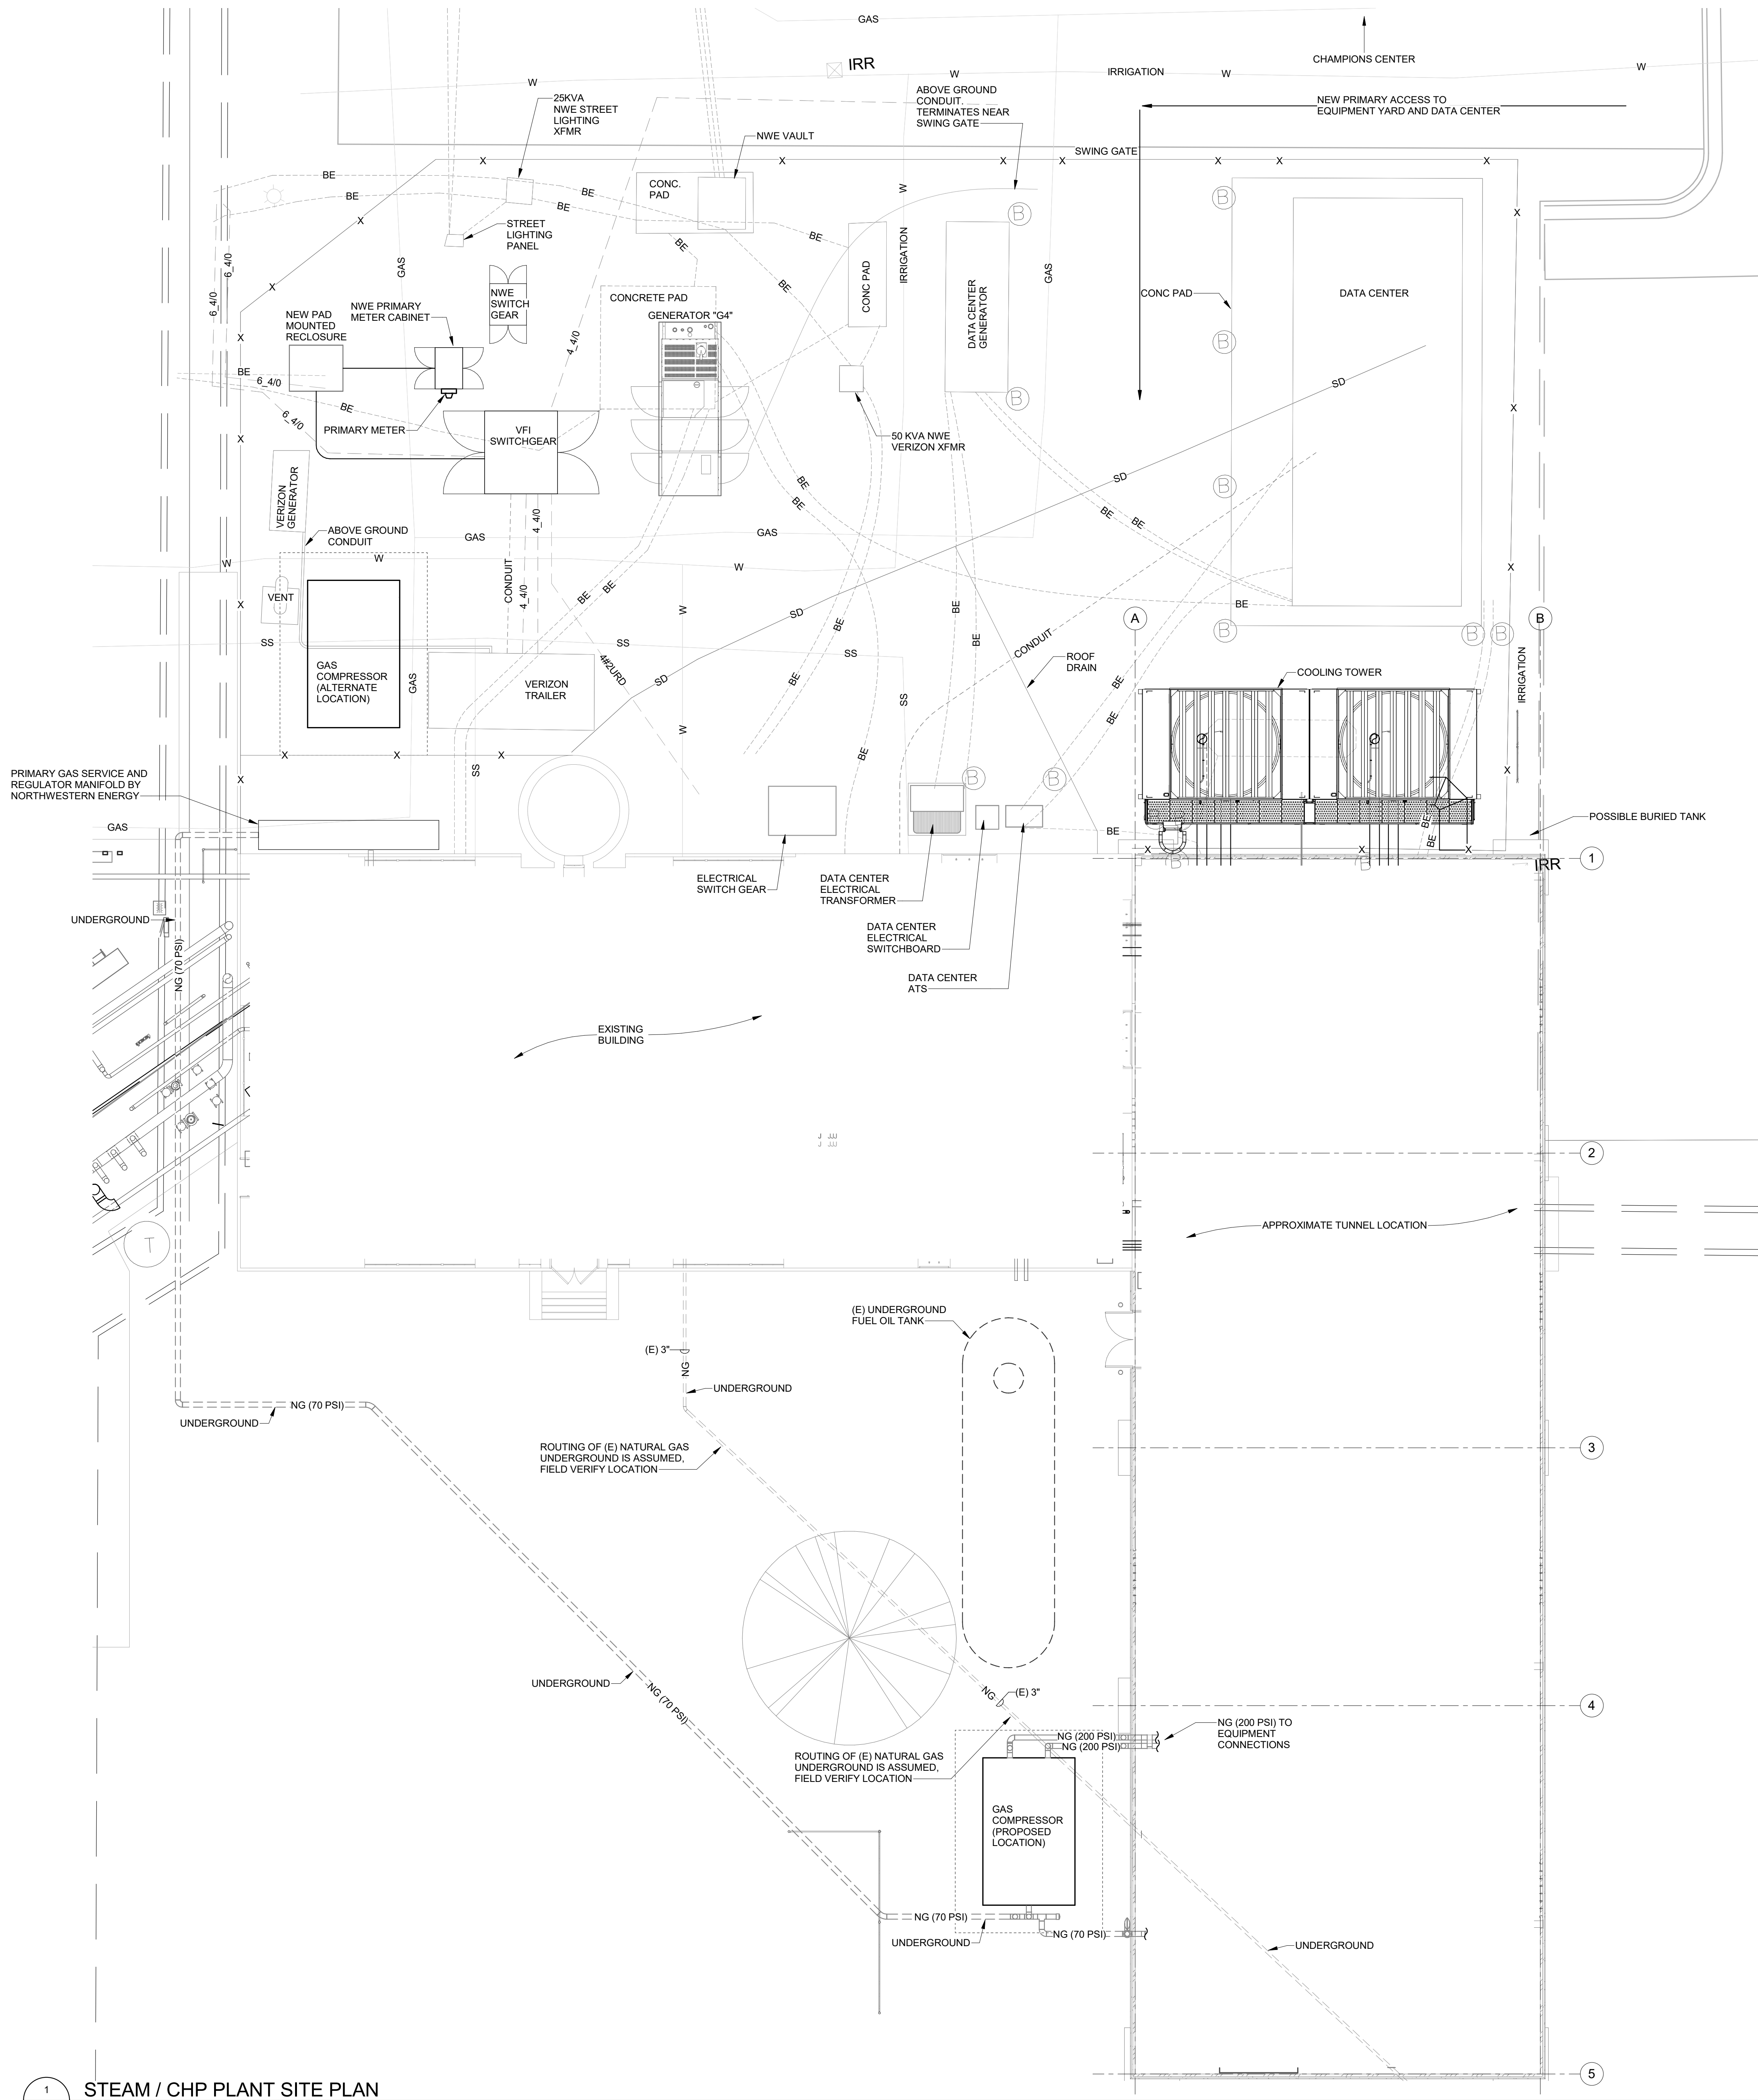 GAS
CHAMPIONS CENTER
IRR
W
W
IRRIGATION
W
W
25KVA
NWE STREET
LIGHTING
XFMR
ABOVE GROUND
CONDUIT.
TERMINATES NEAR
SWING GATE
NEW PRIMARY ACCESS TO
EQUIPMENT YARD AND DATA CENTER
NWE VAULT
SWING GATE
X
X
X
X
X
X
X
BE
BE
BE
BE
CONC.
PAD
W
B
B
X
X
STREET
LIGHTING
PANEL
BE
BE
IRRIGATION
6_4/0
6_4/0
GAS
GAS
X
BE
CONC PAD
DATA CENTER
GENERATOR
CONC PAD
DATA CENTER
NWE
SWITCH
GEAR
CONCRETE PAD
GENERATOR "G4"
NWE PRIMARY
METER CABINET
NEW PAD
MOUNTED
RECLOSURE
4_4/0
X
B
BE
6_4/0
BE
6_4/0
SD
B
X
PRIMARY METER
VFI
SWITCHGEAR
50 KVA NWE
VERIZON XFMR
X
SD
BE
B
VERIZON
GENERATOR
BE
BE
BE
ABOVE GROUND
CONDUIT
4_4/0
GAS
GAS
W
W
W
X
CONDUIT
4_4/0
BE
BE
VENT
X
W
SD
BE
BE
BE
A
B
BE
B
B
B
SS
SS
SS
CONDUIT
ROOF
DRAIN
GAS
COMPRESSOR
(ALTERNATE
LOCATION)
GAS
VERIZON
TRAILER
4#2URD
SD
BE
BE
COOLING TOWER
IRRIGATION
SS
BE
W
X
X
X
BE
SS
X
B
B
X
PRIMARY GAS SERVICE AND
REGULATOR MANIFOLD BY
NORTHWESTERN ENERGY
GAS
BE
BE
BE
POSSIBLE BURIED TANK
X
X
X
B
B
IRR
1
ELECTRICAL
SWITCH GEAR
DATA CENTER
ELECTRICAL
TRANSFORMER
UNDERGROUND
DATA CENTER
ELECTRICAL
SWITCHBOARD
NG (70 PSI)
DATA CENTER
ATS
EXISTING
BUILDING
2
APPROXIMATE TUNNEL LOCATION
T
(E) UNDERGROUND
FUEL OIL TANK
(E) 3"
NG
UNDERGROUND
NG (70 PSI)
UNDERGROUND
ROUTING OF (E) NATURAL GAS
UNDERGROUND IS ASSUMED,
FIELD VERIFY LOCATION
3
UNDERGROUND
NG (70 PSI)
NG
(E) 3"
4
NG (200 PSI)
NG (200 PSI)
NG (200 PSI) TO
EQUIPMENT
CONNECTIONS
ROUTING OF (E) NATURAL GAS
UNDERGROUND IS ASSUMED,
FIELD VERIFY LOCATION
GAS
COMPRESSOR
(PROPOSED
LOCATION)
NG (70 PSI)
NG (70 PSI)
UNDERGROUND
UNDERGROUND
5
1
STEAM / CHP PLANT SITE PLAN